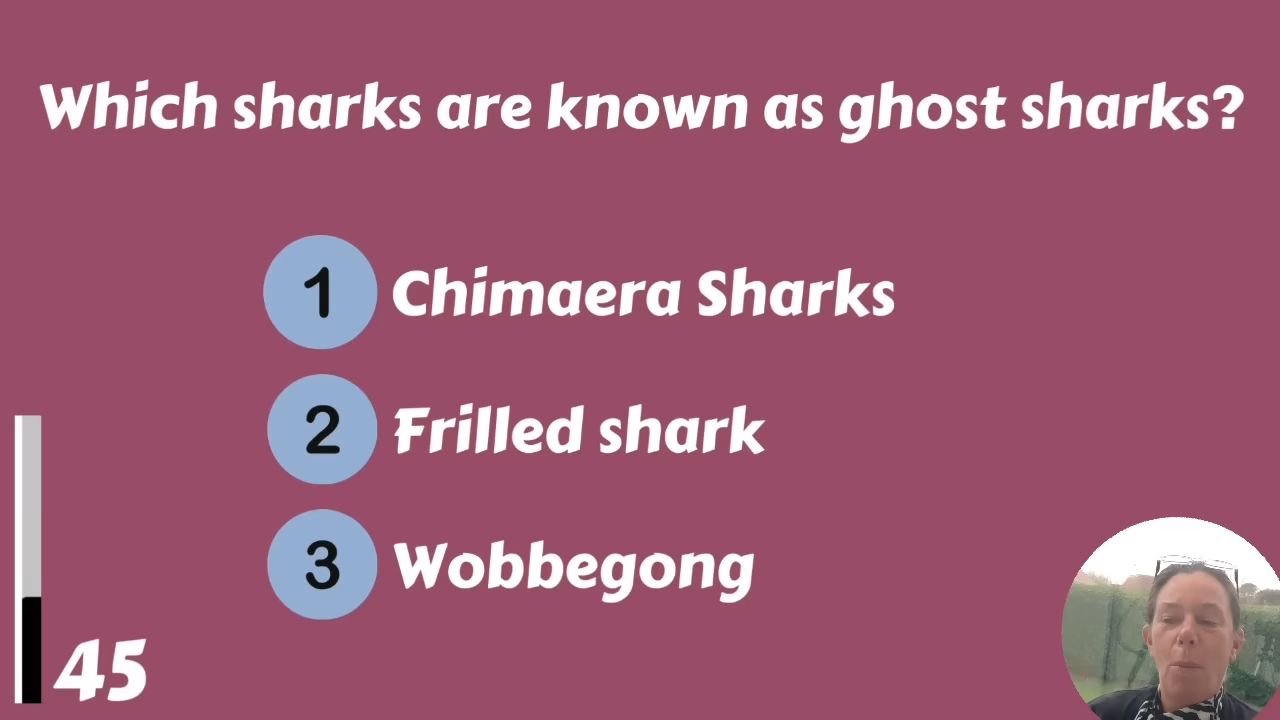 Which sharks are known as ghost sharks?
1 Chimaera Sharks
2 Frilled shark
3 Wobbegong
45